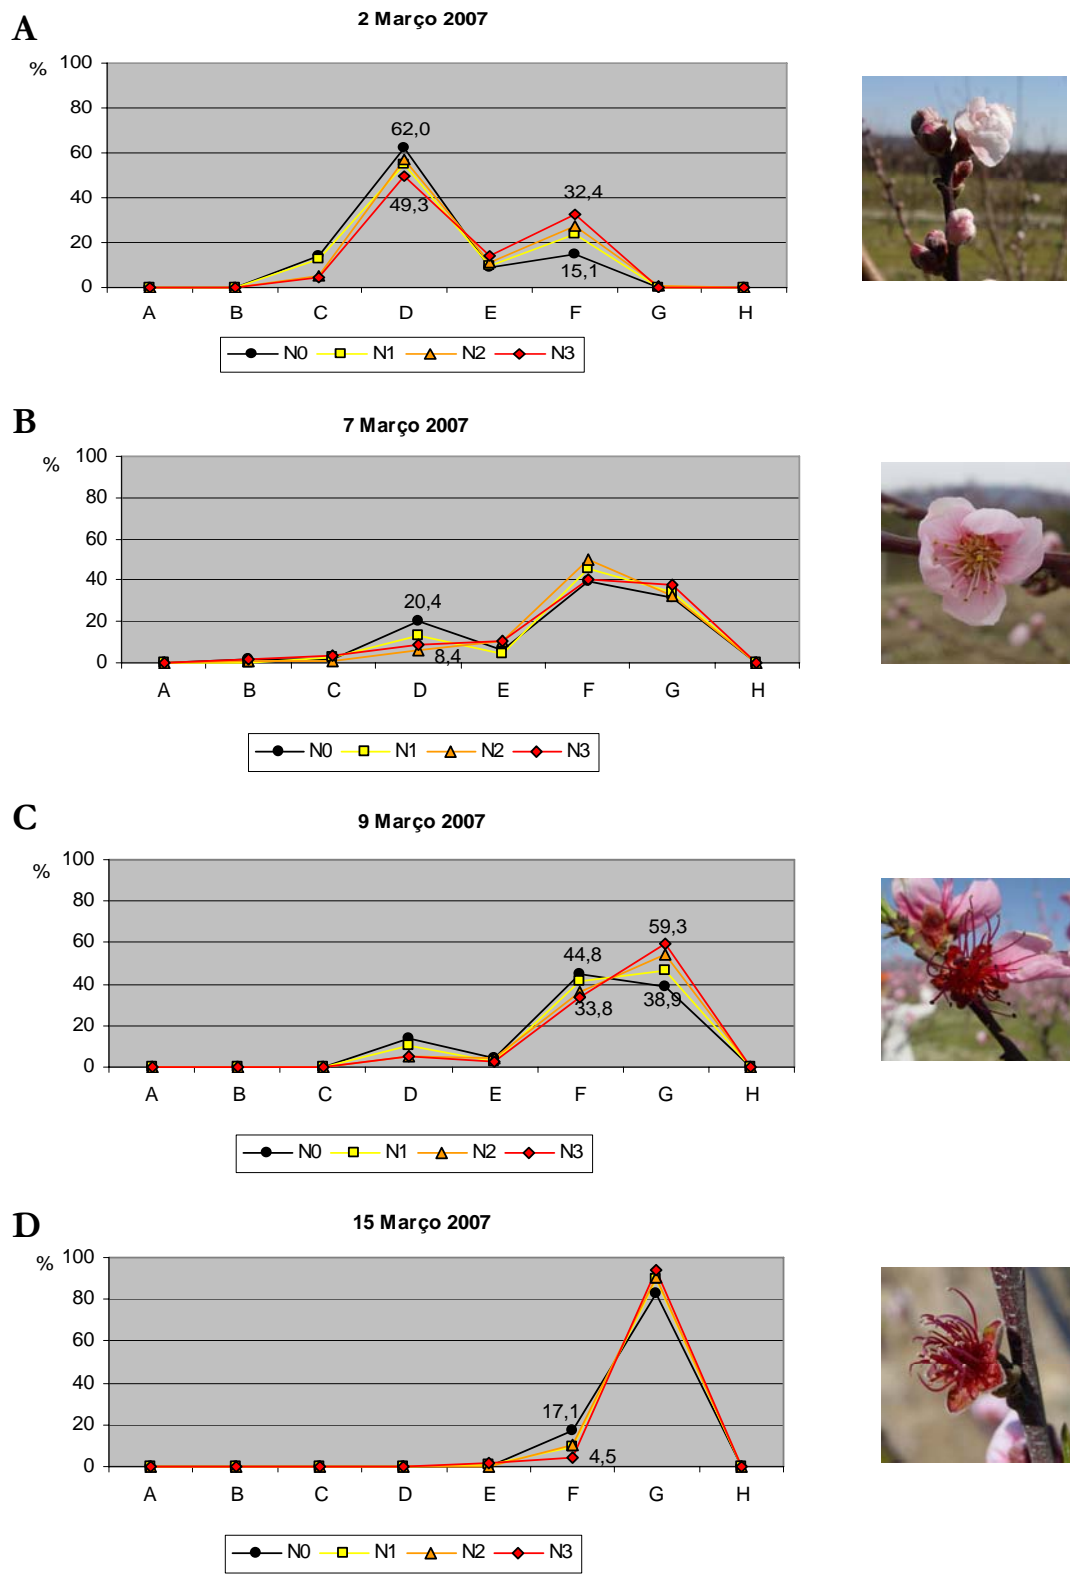 A
2 Março 2007
%
100
80
60
40
20
0
62,0
49,3
32,4
15,1
A B C D E F G H
N0 N1 N2 N3
B
7 Março 2007
%
100
80
60
40
20
0
20,4
8,4
A B C D E F G H
N0 N1 N2 N3
C
9 Março 2007
%
100
80
60
40
20
0
44,8
33,8
59,3
38,9
A B C D E F G H
N0 N1 N2 N3
D
15 Março 2007
%
100
80
60
40
20
0
17,1
4,5
A B C D E F G H
N0 N1 N2 N3